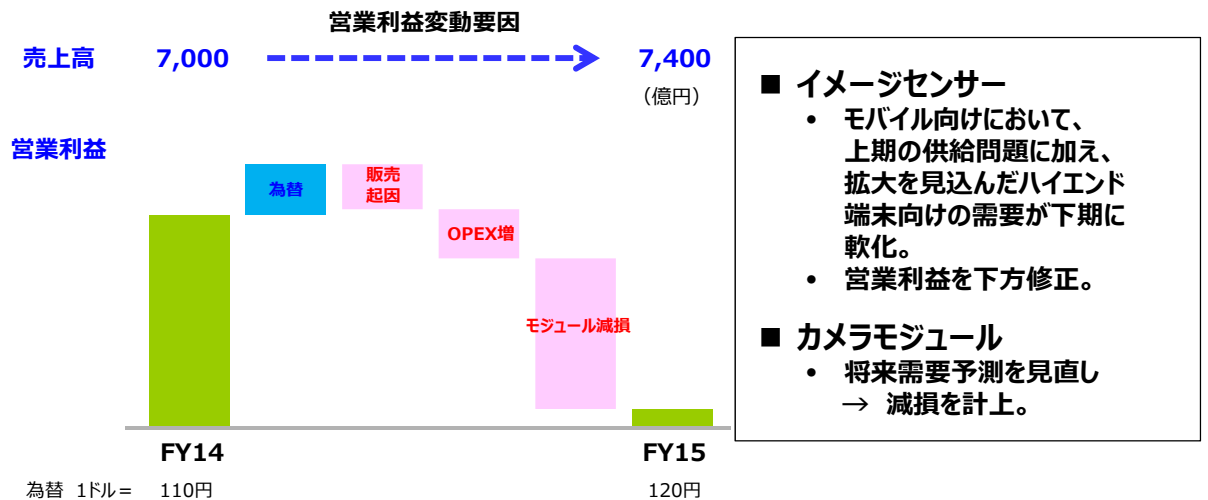 営業利益変動要因
売上高 7,000 7,400
（億円）
営業利益
為替
販売
起因
OPEX増
モジュール減損
FY14 FY15
為替 1ドル＝ 110円 120円
■ イメージセンサー
• モバイル向けにおいて、
上期の供給問題に加え、
拡大を見込んだハイエンド
端末向けの需要が下期に
軟化。
• 営業利益を下方修正。
■ カメラモジュール
• 将来需要予測を見直し
→ 減損を計上。